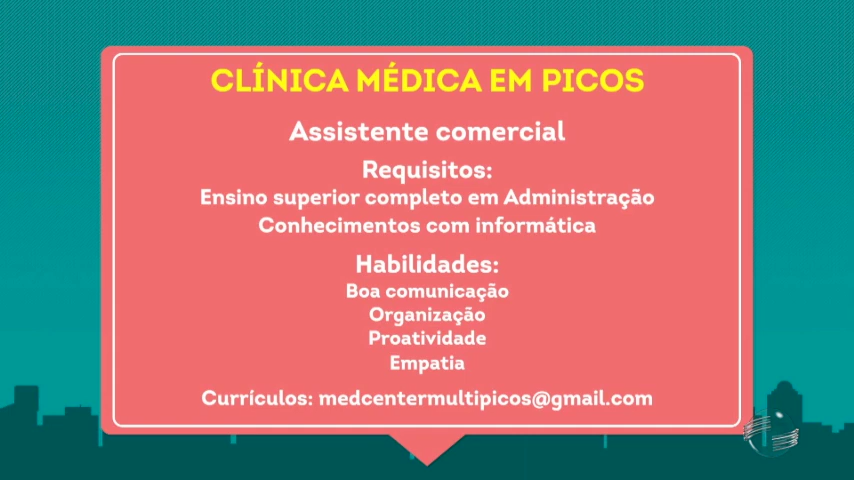 CLÍNICA MÉDICA EM PICOS
Assistente comercial
Requisitos:
Ensino superior completo em Administração
Conhecimentos com informática
Habilidades:
Boa comunicação
Organização
Proatividade
Empatia
Currículos: medcentermultipicos@gmail.com